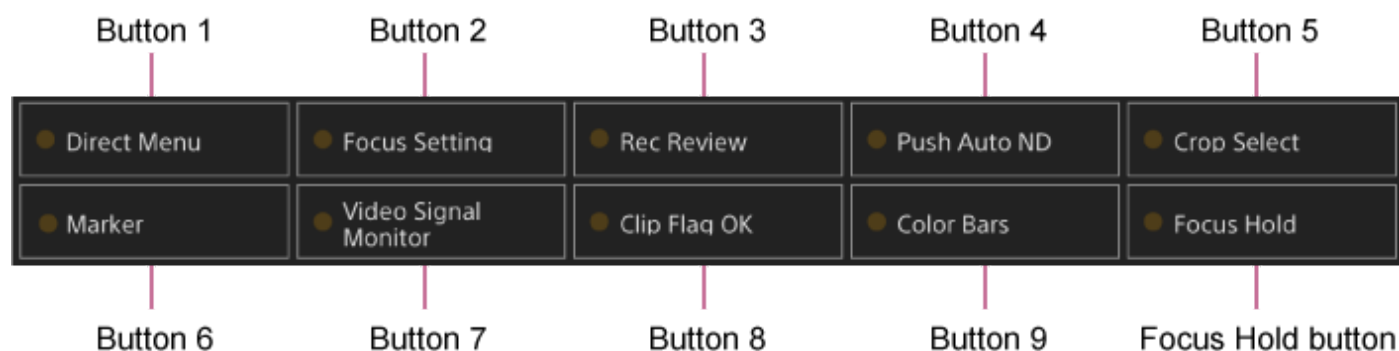 Button 1
Button 2
Button 3
Button 4
Button 5
Direct Menu
Focus Setting
Rec Review
Push Auto ND
Crop Select
Marker
Video Signal
Monitor
Clip Flag OK
Color Bars
Focus Hold
Button 6
Button 7
Button 8
Button 9
Focus Hold button